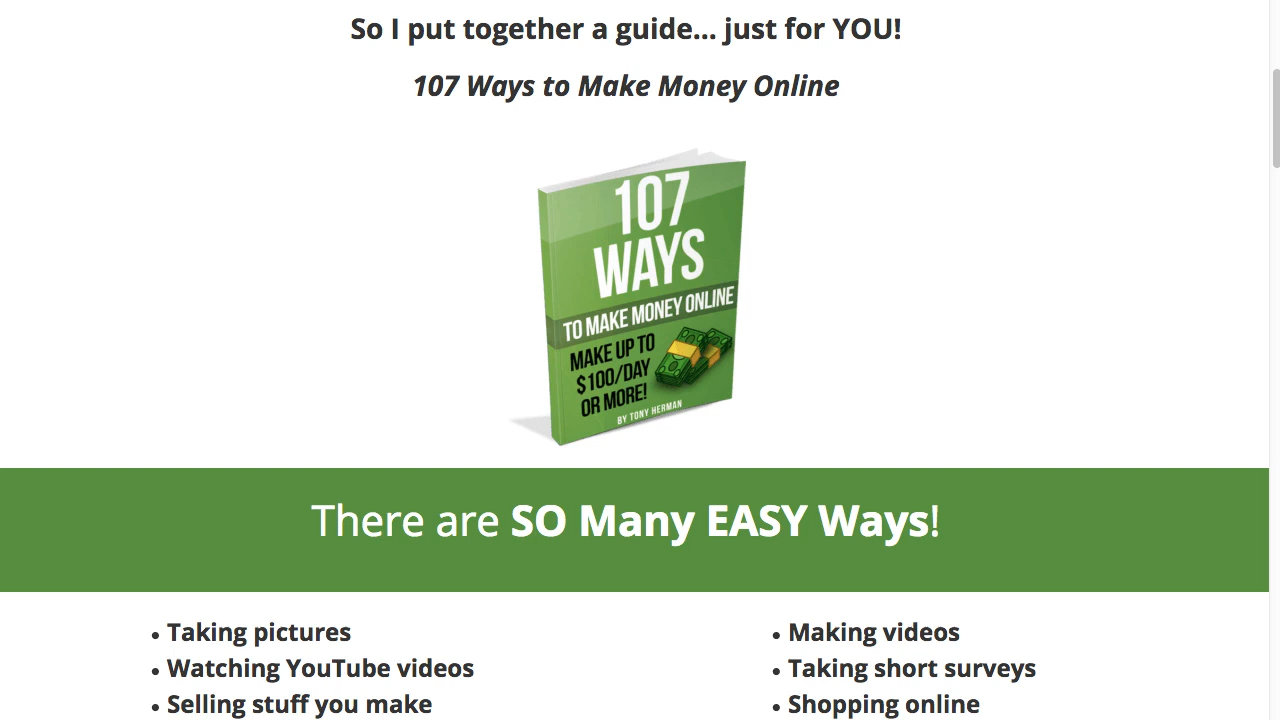 So I put together a guide... just for YOU!
107 Ways to Make Money Online
107
WAYS
TO MAKE MONEY ONLINE
MAKE UP TO
$100/DAY
OR MORE!
BY TONY HERMAN
There are SO Many EASY Ways!
• Taking pictures
• Watching YouTube videos
• Selling stuff you make
• Making videos
• Taking short surveys
• Shopping online